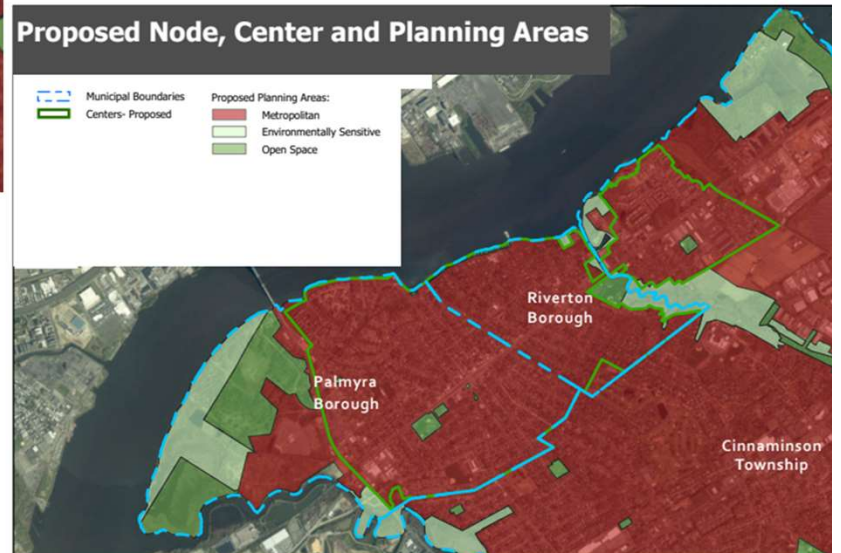 Proposed Node, Center and Planning Areas
Municipal Boundaries
Centers- Proposed
Proposed Planning Areas:
Metropolitan
Environmentally Sensitive
Open Space
Riverton
Borough
Palmyra
Borough
Cinnaminson
Township